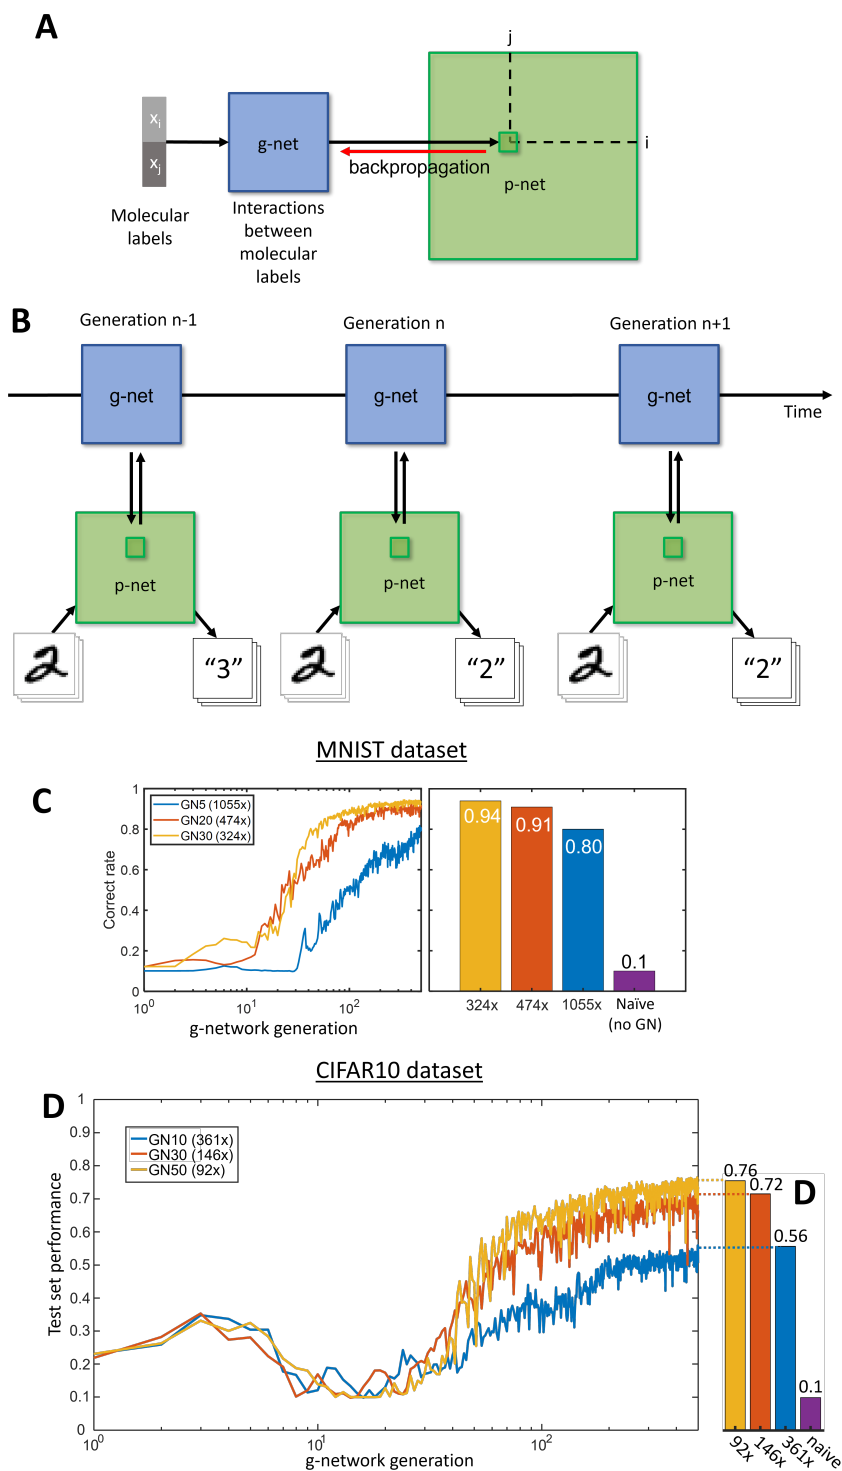 A
j
x_i
x_j
g-net
i
backpropagation
p-net
Molecular
labels
Interactions
between
molecular
labels
B
Generation n-1
Generation n
Generation n+1
g-net
g-net
g-net
Time
p-net
p-net
p-net
2
“3”
2
“2”
2
“2”
MNIST dataset
C
1
0.8
0.6
0.4
0.2
0
Correct rate
GN5 (1055x)
GN20 (474x)
GN30 (324x)
10^0
10^1
10^2
g-network generation
0.94
0.91
0.80
0.1
324x
474x
1055x
Naïve
(no GN)
CIFAR10 dataset
D
1
0.9
0.8
0.7
0.6
0.5
0.4
0.3
0.2
0.1
0
Test set performance
GN10 (361x)
GN30 (146x)
GN50 (92x)
10^0
10^1
10^2
g-network generation
D
0.76
0.72
0.56
0.1
92x
146x
361x
naive